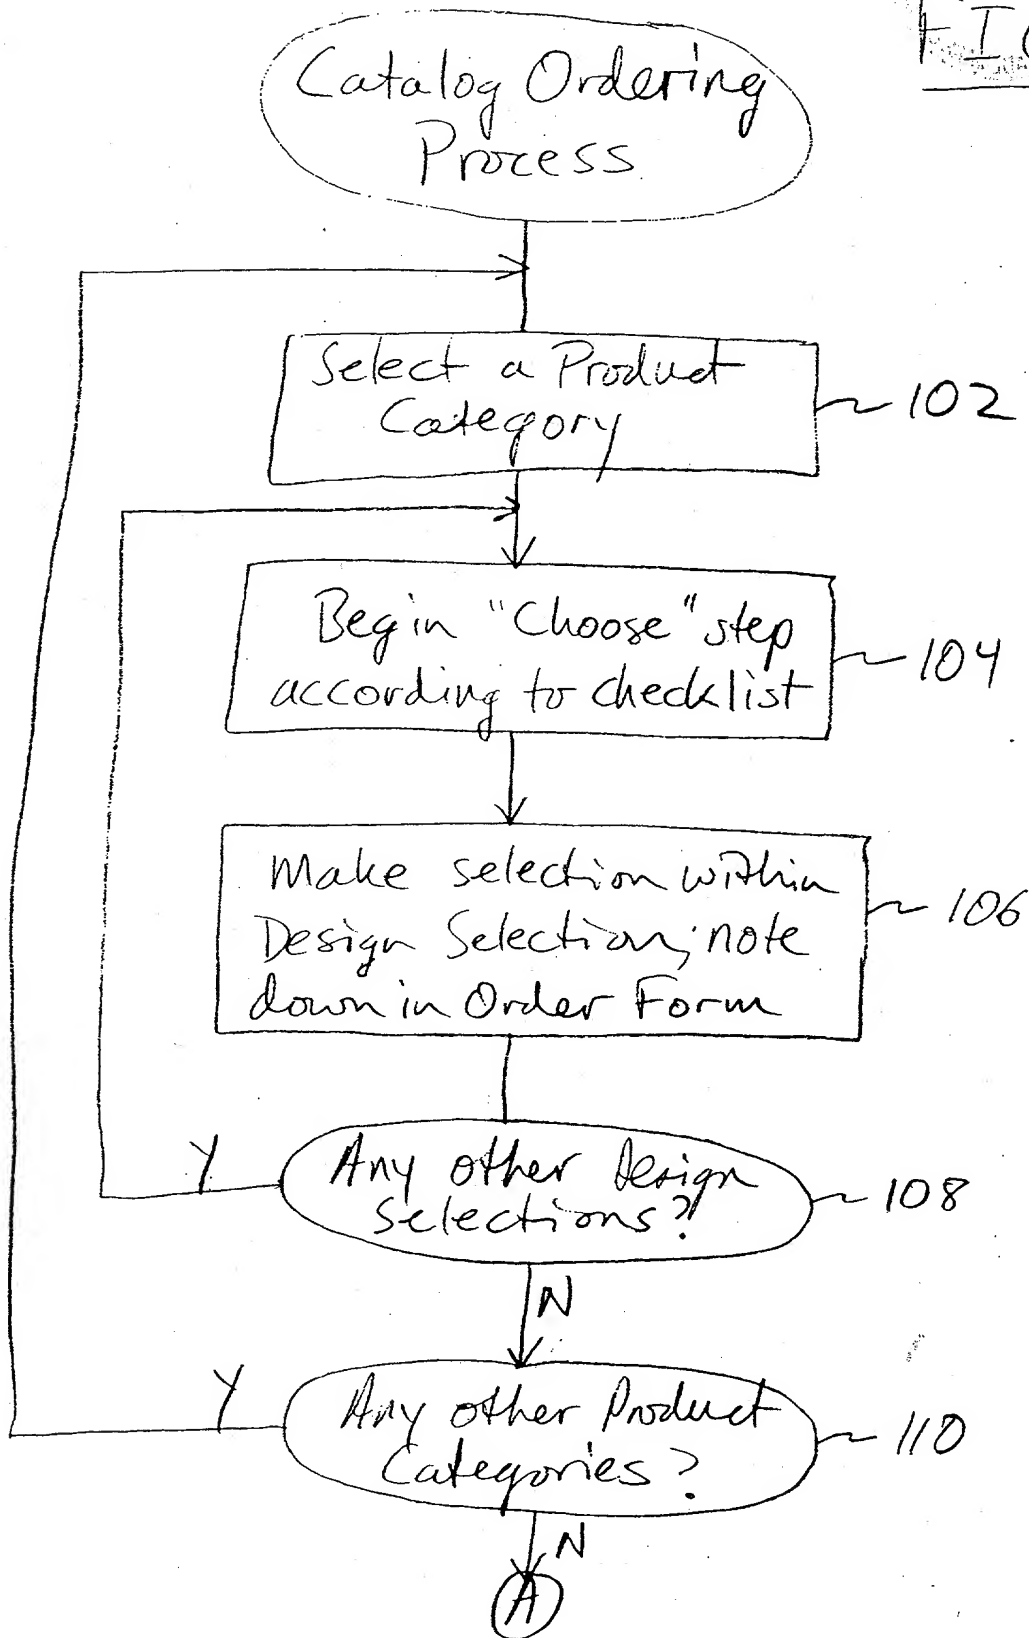 Catalog Ordering
Process
Select a Product
Category
102
Begin "Choose" step
according to checklist
104
Make selection within
Design Selection; note
down in Order Form
106
Any other Design
selections?
108
Y
N
Any other Product
Categories?
110
Y
N
A